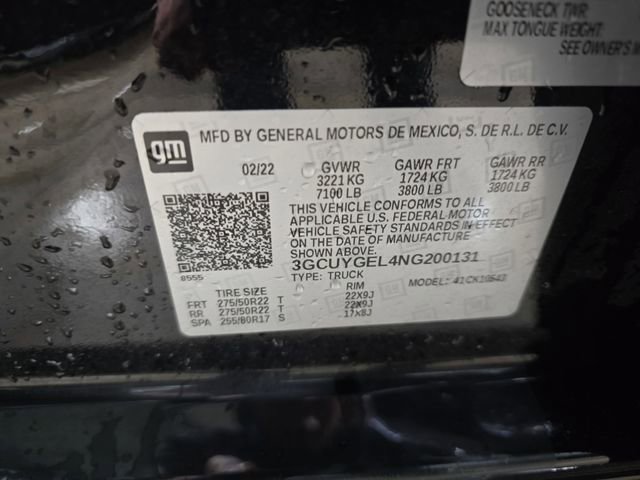 GOOSENECK TWR:
MAX TONGUE WEIGHT:
SEE OWNER'S M
gm
MFD BY GENERAL MOTORS DE MEXICO, S. DE R.L. DE C.V.
02/22 GVWR GAWR FRT GAWR RR
3221 KG 1724 KG 1724 KG
7100 LB 3800 LB 3800 LB
THIS VEHICLE CONFORMS TO ALL
APPLICABLE U.S. FEDERAL MOTOR
VEHICLE SAFETY STANDARDS IN EFFECT
ON THE DATE OF MANUFACTURE
SHOWN ABOVE.
3GCUYGEL4NG200131
8555
TYPE: TRUCK MODEL: 41CK10543
TIRE SIZE RIM
FRT 275/50R22 T 22X9J
RR 275/50R22 T 22X9J
SPA 255/80R17 S 17X8J